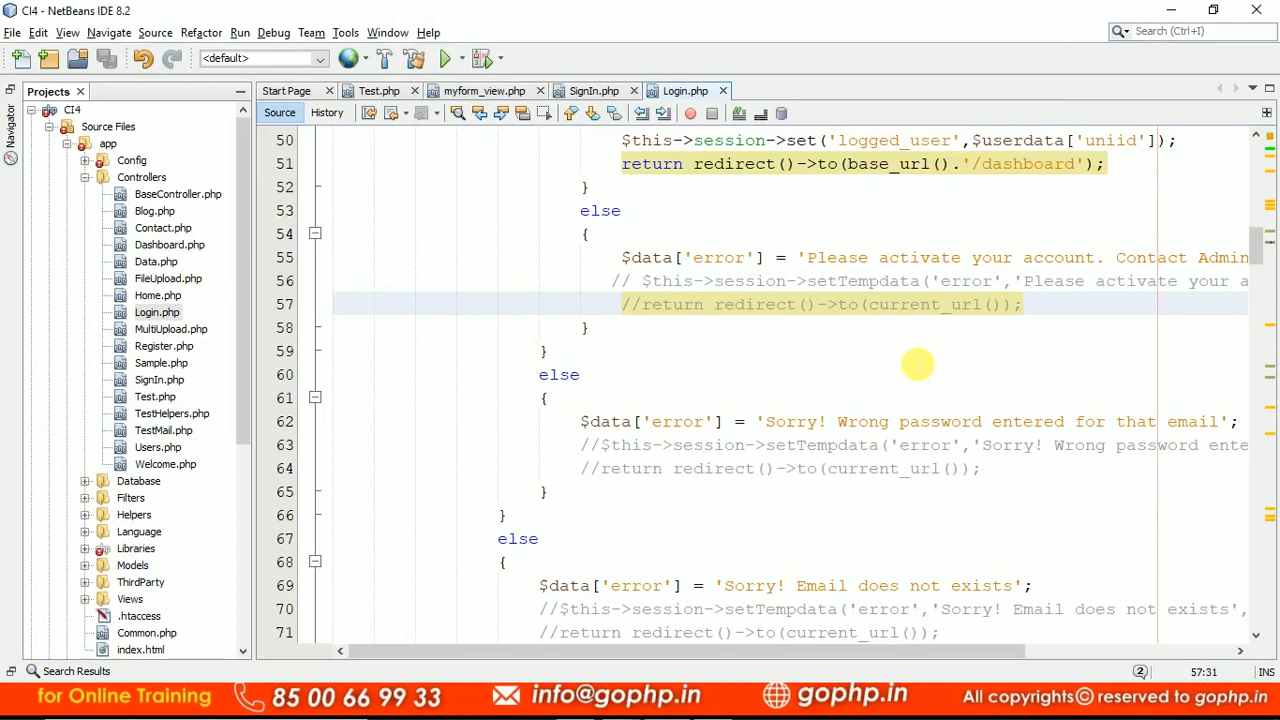 CI4 - NetBeans IDE 8.2
File Edit View Navigate Source Refactor Run Debug Team Tools Window Help
Search (Ctrl+I)
<default>
Projects
Start Page
Test.php
myform_view.php
SignIn.php
Login.php
Navigator
Source History
CI4
Source Files
app
Config
Controllers
BaseController.php
Blog.php
Contact.php
Dashboard.php
Data.php
FileUpload.php
Home.php
Login.php
MultiUpload.php
Register.php
Sample.php
SignIn.php
Test.php
TestHelpers.php
TestMail.php
Users.php
Welcome.php
Database
Filters
Helpers
Language
Libraries
Models
ThirdParty
Views
.htaccess
Common.php
index.html
50 $this->session->set('logged_user',$userdata['uniid']);
51 return redirect()->to(base_url().'/dashboard');
52 }
53 else
54 {
55 $data['error'] = 'Please activate your account. Contact Admin
56 // $this->session->setTempdata('error','Please activate your a
57 //return redirect()->to(current_url());
58 }
59 }
60 else
61 {
62 $data['error'] = 'Sorry! Wrong password entered for that email';
63 //$this->session->setTempdata('error','Sorry! Wrong password ente
64 //return redirect()->to(current_url());
65 }
66 }
67 else
68 {
69 $data['error'] = 'Sorry! Email does not exists';
70 //$this->session->setTempdata('error','Sorry! Email does not exists',
71 //return redirect()->to(current_url());
Search Results
2
57:31
INS
for Online Training 85 00 66 99 33 info@gophp.in gophp.in All copyrights reserved to gophp.in